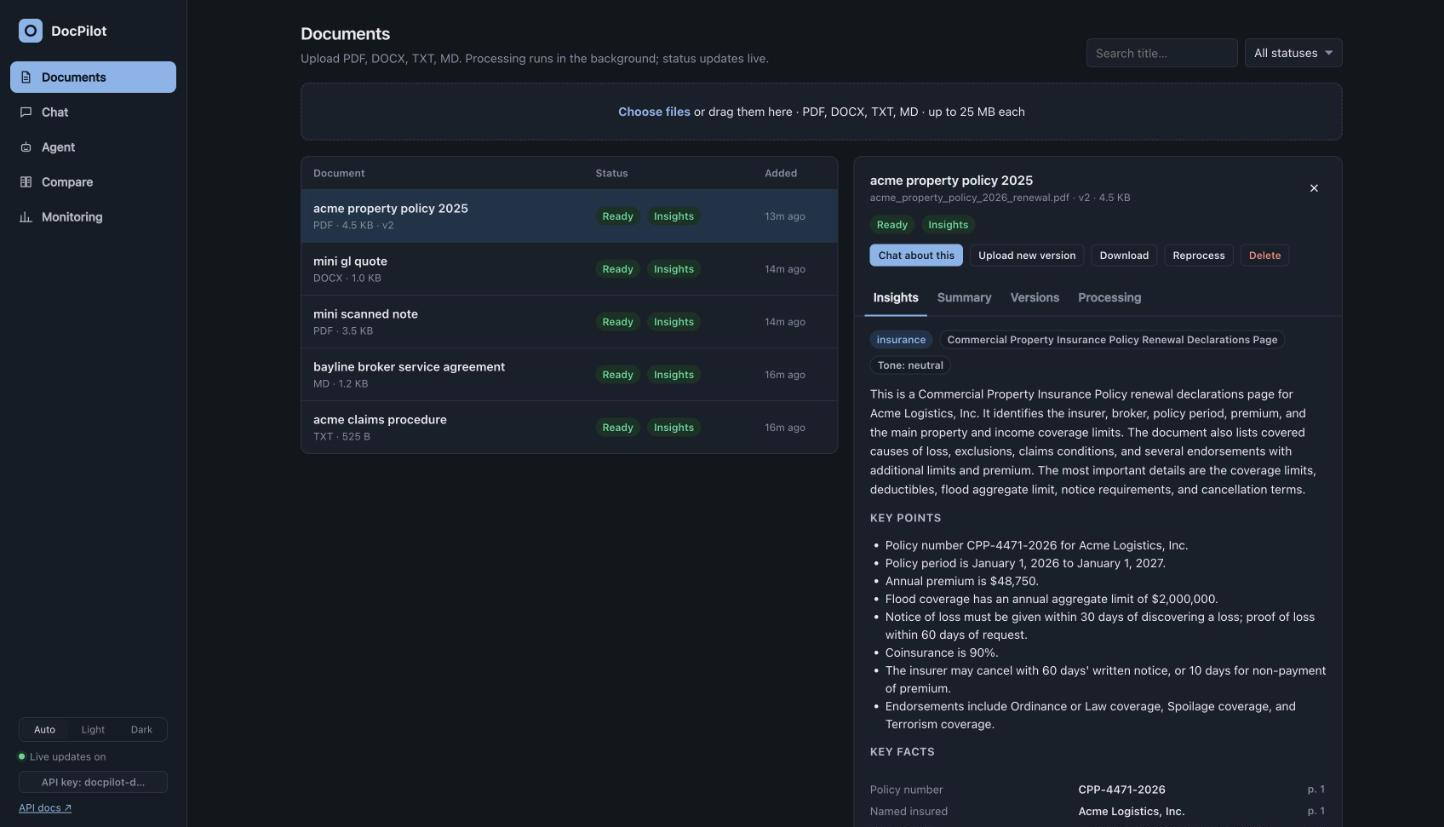 DocPilot
Documents
Chat
Agent
Compare
Monitoring
Auto Light Dark
Live updates on
API key: docpilot-d...
API docs ↗
Documents
Upload PDF, DOCX, TXT, MD. Processing runs in the background; status updates live.
Search title...
All statuses
Choose files or drag them here · PDF, DOCX, TXT, MD · up to 25 MB each
Document Status Added
acme property policy 2025
PDF · 4.5 KB · v2
Ready Insights 13m ago
mini gl quote
DOCX · 1.0 KB
Ready Insights 14m ago
mini scanned note
PDF · 3.5 KB
Ready Insights 14m ago
bayline broker service agreement
MD · 1.2 KB
Ready Insights 16m ago
acme claims procedure
TXT · 525 B
Ready Insights 16m ago
acme property policy 2025
acme_property_policy_2026_renewal.pdf · v2 · 4.5 KB
Ready Insights
Chat about this Upload new version Download Reprocess Delete
Insights Summary Versions Processing
insurance Commercial Property Insurance Policy Renewal Declarations Page
Tone: neutral
This is a Commercial Property Insurance Policy renewal declarations page for
Acme Logistics, Inc. It identifies the insurer, broker, policy period, premium, and
the main property and income coverage limits. The document also lists covered
causes of loss, exclusions, claims conditions, and several endorsements with
additional limits and premium. The most important details are the coverage limits,
deductibles, flood aggregate limit, notice requirements, and cancellation terms.
KEY POINTS
• Policy number CPP-4471-2026 for Acme Logistics, Inc.
• Policy period is January 1, 2026 to January 1, 2027.
• Annual premium is $48,750.
• Flood coverage has an annual aggregate limit of $2,000,000.
• Notice of loss must be given within 30 days of discovering a loss; proof of loss
within 60 days of request.
• Coinsurance is 90%.
• The insurer may cancel with 60 days' written notice, or 10 days for non-payment
of premium.
• Endorsements include Ordinance or Law coverage, Spoilage coverage, and
Terrorism coverage.
KEY FACTS
Policy number CPP-4471-2026 p. 1
Named insured Acme Logistics, Inc. p. 1